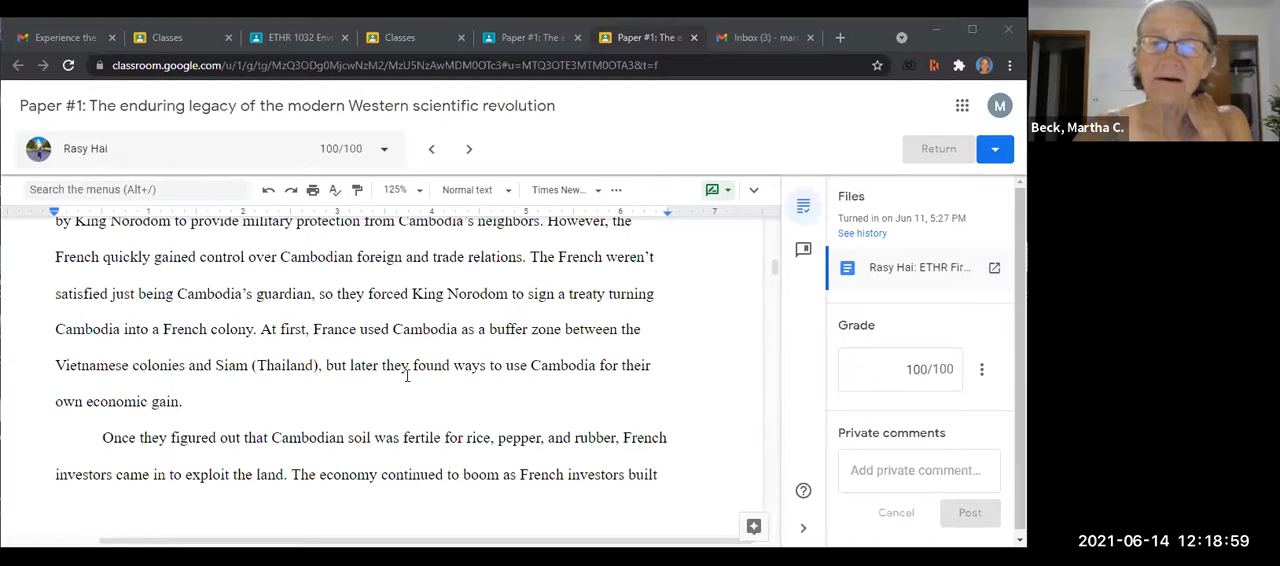 Experience the
Classes
ETHR 1032 Env
Classes
Paper #1: The e
Paper #1: The e
Inbox (3) - mar
classroom.google.com/u/1/g/tg/MzQ3ODg0MjcwNzM2/MzU5NzAwMDM0OTc3#u=MTQ3OTE3MTM0OTA3&t=f
Paper #1: The enduring legacy of the modern Western scientific revolution
M
Rasy Hai
100/100
Return
Search the menus (Alt+/)
125%
Normal text
Times New...
1 2 3 4 5 6 7
by King Norodom to provide military protection from Cambodia's neighbors. However, the
French quickly gained control over Cambodian foreign and trade relations. The French weren't
satisfied just being Cambodia's guardian, so they forced King Norodom to sign a treaty turning
Cambodia into a French colony. At first, France used Cambodia as a buffer zone between the
Vietnamese colonies and Siam (Thailand), but later they found ways to use Cambodia for their
own economic gain.
Once they figured out that Cambodian soil was fertile for rice, pepper, and rubber, French
investors came in to exploit the land. The economy continued to boom as French investors built
Files
Turned in on Jun 11, 5:27 PM
See history
Rasy Hai: ETHR Fir...
Grade
100/100
Private comments
Add private comment...
Cancel
Post
Beck, Martha C.
2021-06-14 12:18:59